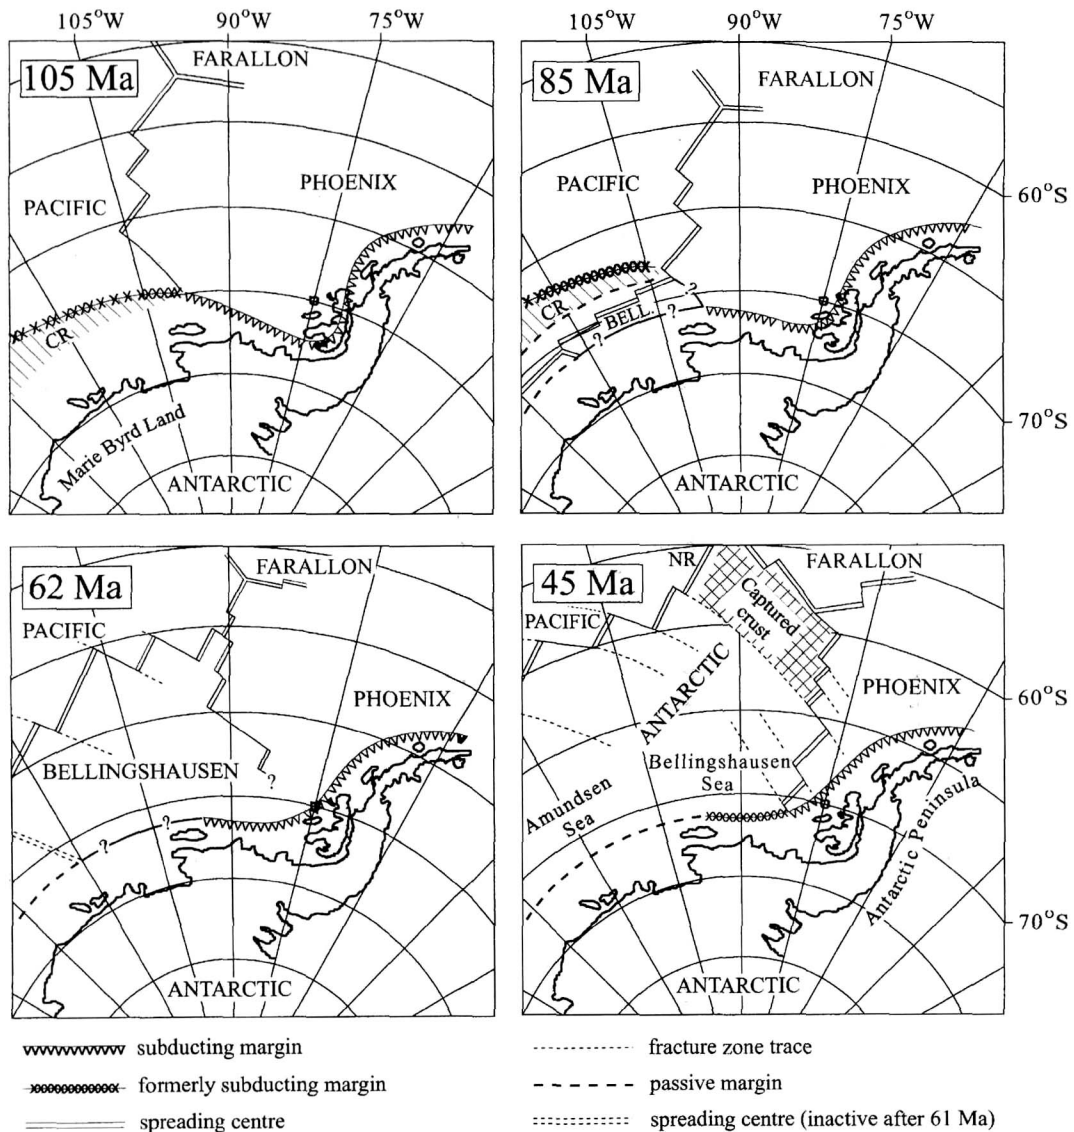 105°W 90°W 75°W
105°W 90°W 75°W
105 Ma
FARALLON
PACIFIC
PHOENIX
CR
Marie Byrd Land
ANTARCTIC
85 Ma
FARALLON
PACIFIC
PHOENIX
60°S
CR
BELL.
?
?
?
?
70°S
ANTARCTIC
62 Ma
FARALLON
PACIFIC
PHOENIX
BELLINGSHAUSEN
?
?
?
ANTARCTIC
45 Ma
NR
FARALLON
PACIFIC
Captured
crust
ANTARCTIC
PHOENIX
60°S
Bellingshausen
Sea
Amundsen
Sea
Antarctic Peninsula
70°S
ANTARCTIC
subducting margin
formerly subducting margin
spreading centre
fracture zone trace
passive margin
spreading centre (inactive after 61 Ma)